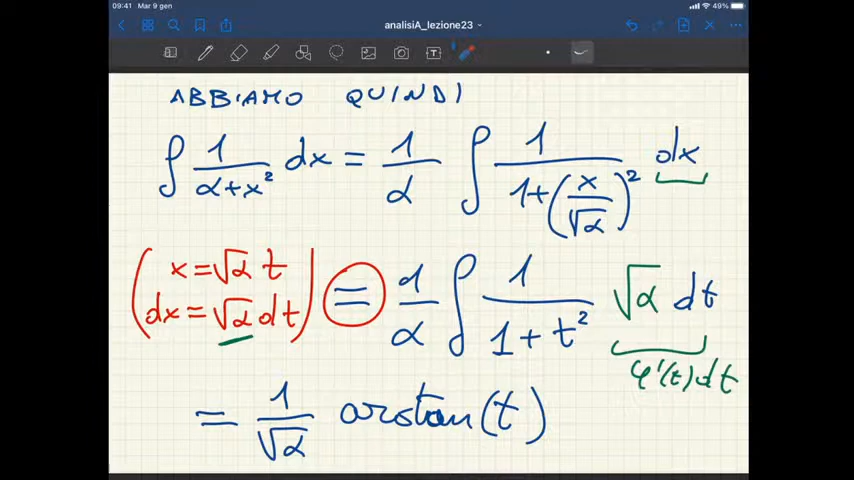 09:41 Mar 9 gen
49%
analisiA_lezione23
ABBIAMO QUINDI
∫ 1/(α+x²) dx = 1/α ∫ 1/(1+(x/√α)²) dx
(x=√α t
dx=√α dt) = 1/α ∫ 1/(1+t²) √α dt
φ'(t)dt
= 1/√α arctan(t)